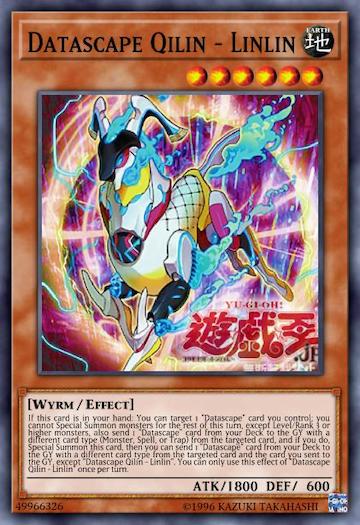 Datascape Qilin - Linlin
EARTH
地
YU-GI-OH!
遊戯王
.JP
[Wyrm / Effect]
If this card is in your hand: You can target 1 "Datascape" card you control; you
cannot Special Summon monsters for the rest of this turn, except Level/Rank 3 or
higher monsters, also send 1 "Datascape" card from your Deck to the GY with a
different card type (Monster, Spell, or Trap) from the targeted card, and if you do,
Special Summon this card, then you can send 1 "Datascape" card from your Deck to
the GY with a different card type from the targeted card and the card you sent to
the GY, except "Datascape Qilin - Linlin". You can only use this effect of "Datascape
Qilin - Linlin" once per turn.
ATK/1800 DEF/ 600
49966326
©1996 KAZUKI TAKAHASHI